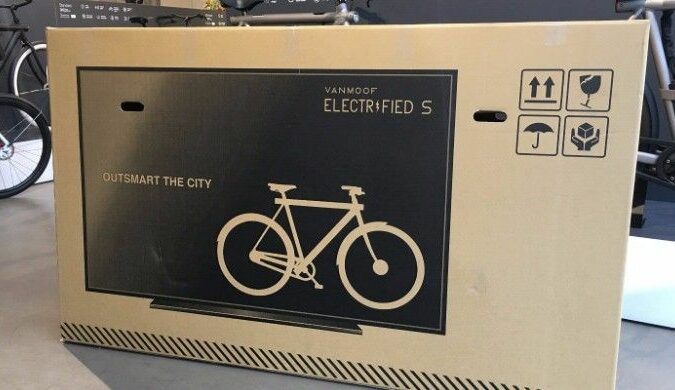 VANMOOF
ELECTRIFIED S
OUTSMART THE CITY